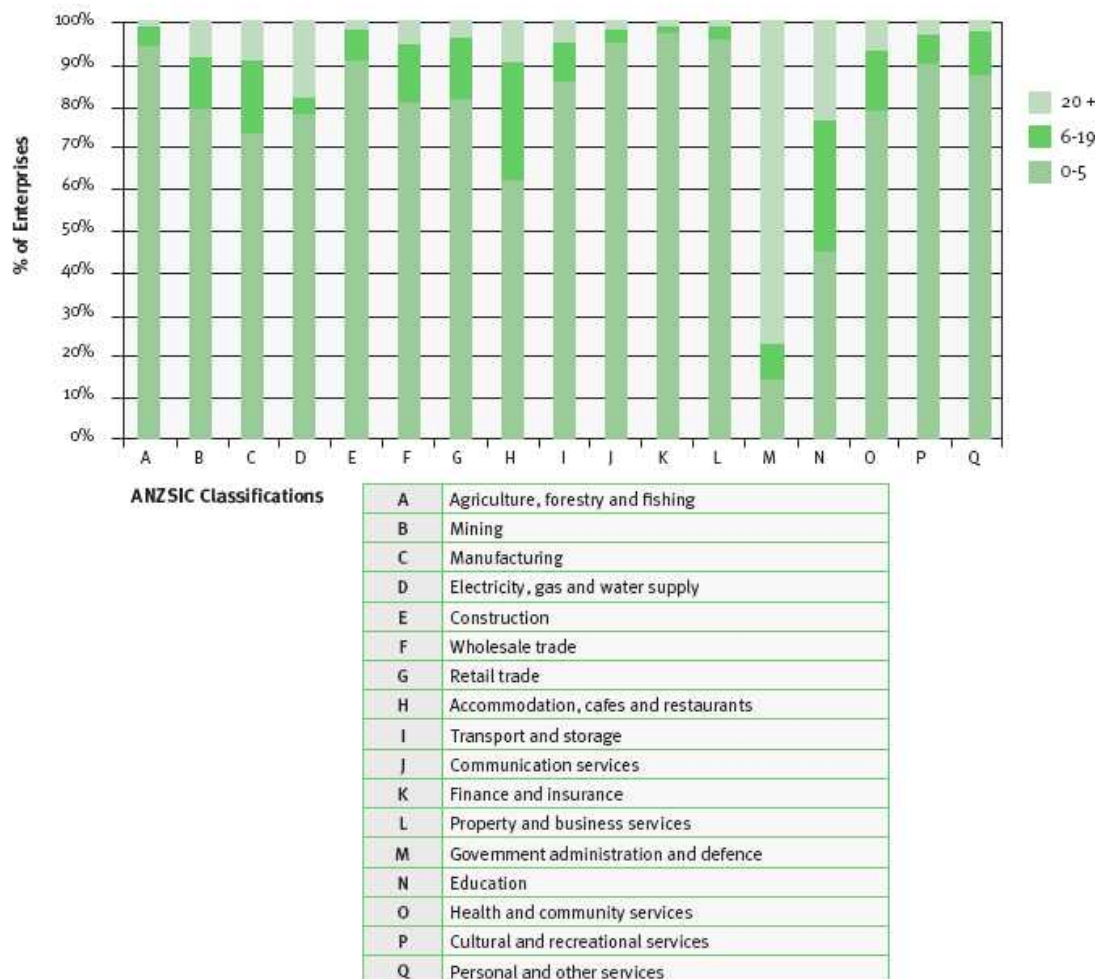 100%
90%
80%
70%
60%
50%
40%
30%
20%
10%
0%
% of Enterprises
20 +
6-19
0-5
A B C D E F G H I J K L M N O P Q
ANZSIC Classifications
A Agriculture, forestry and fishing
B Mining
C Manufacturing
D Electricity, gas and water supply
E Construction
F Wholesale trade
G Retail trade
H Accommodation, cafes and restaurants
I Transport and storage
J Communication services
K Finance and insurance
L Property and business services
M Government administration and defence
N Education
O Health and community services
P Cultural and recreational services
Q Personal and other services